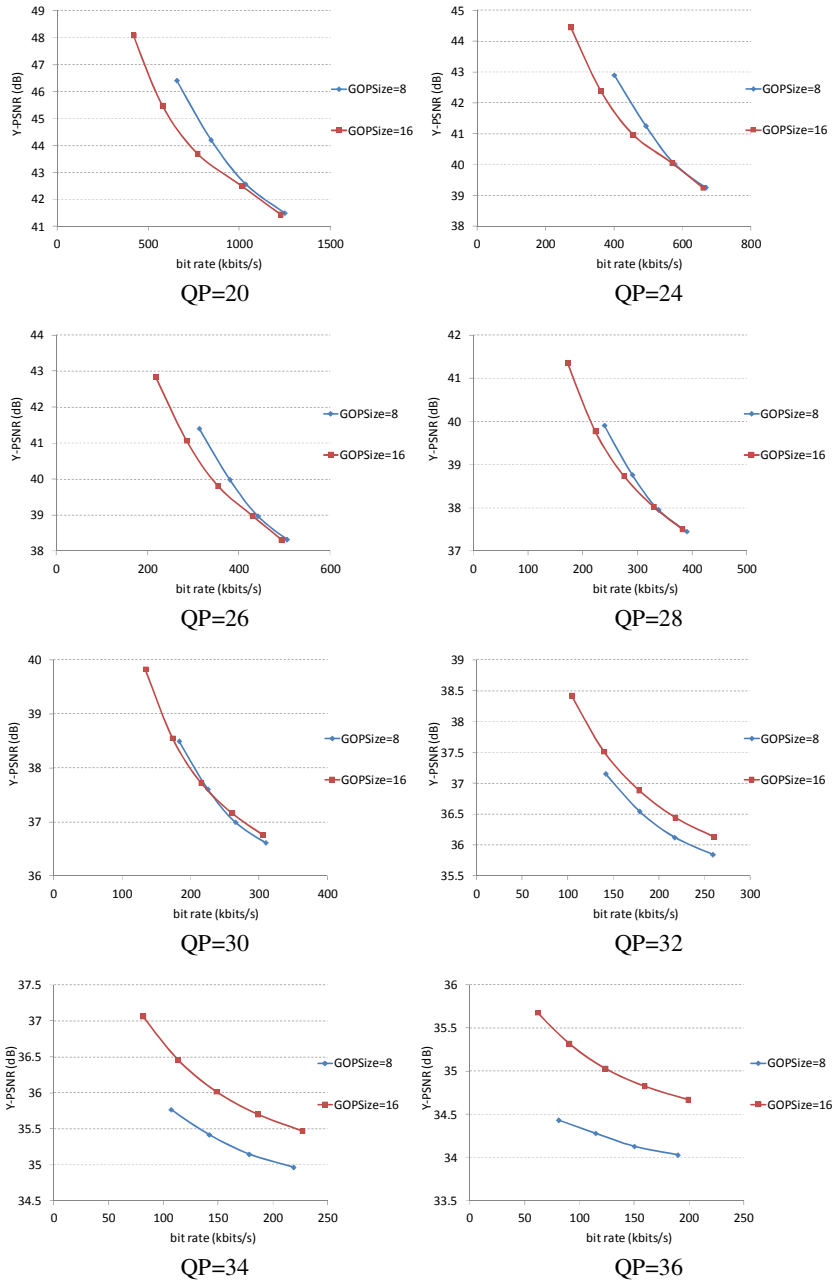 49
48
47
46
45
44
43
42
41
Y-PSNR (dB)
0 500 1000 1500
bit rate (kbits/s)
GOPSize=8
GOPSize=16
QP=20
45
44
43
42
41
40
39
38
Y-PSNR (dB)
0 200 400 600 800
bit rate (kbits/s)
GOPSize=8
GOPSize=16
QP=24
44
43
42
41
40
39
38
Y-PSNR (dB)
0 200 400 600
bit rate (kbits/s)
GOPSize=8
GOPSize=16
QP=26
42
41
40
39
38
37
Y-PSNR (dB)
0 100 200 300 400 500
bit rate (kbits/s)
GOPSize=8
GOPSize=16
QP=28
40
39
38
37
36
Y-PSNR (dB)
0 100 200 300 400
bit rate (kbits/s)
GOPSize=8
GOPSize=16
QP=30
39
38.5
38
37.5
37
36.5
36
35.5
Y-PSNR (dB)
0 50 100 150 200 250 300
bit rate (kbits/s)
GOPSize=8
GOPSize=16
QP=32
37.5
37
36.5
36
35.5
35
34.5
Y-PSNR (dB)
0 50 100 150 200 250
bit rate (kbits/s)
GOPSize=8
GOPSize=16
QP=34
36
35.5
35
34.5
34
33.5
Y-PSNR (dB)
0 50 100 150 200 250
bit rate (kbits/s)
GOPSize=8
GOPSize=16
QP=36